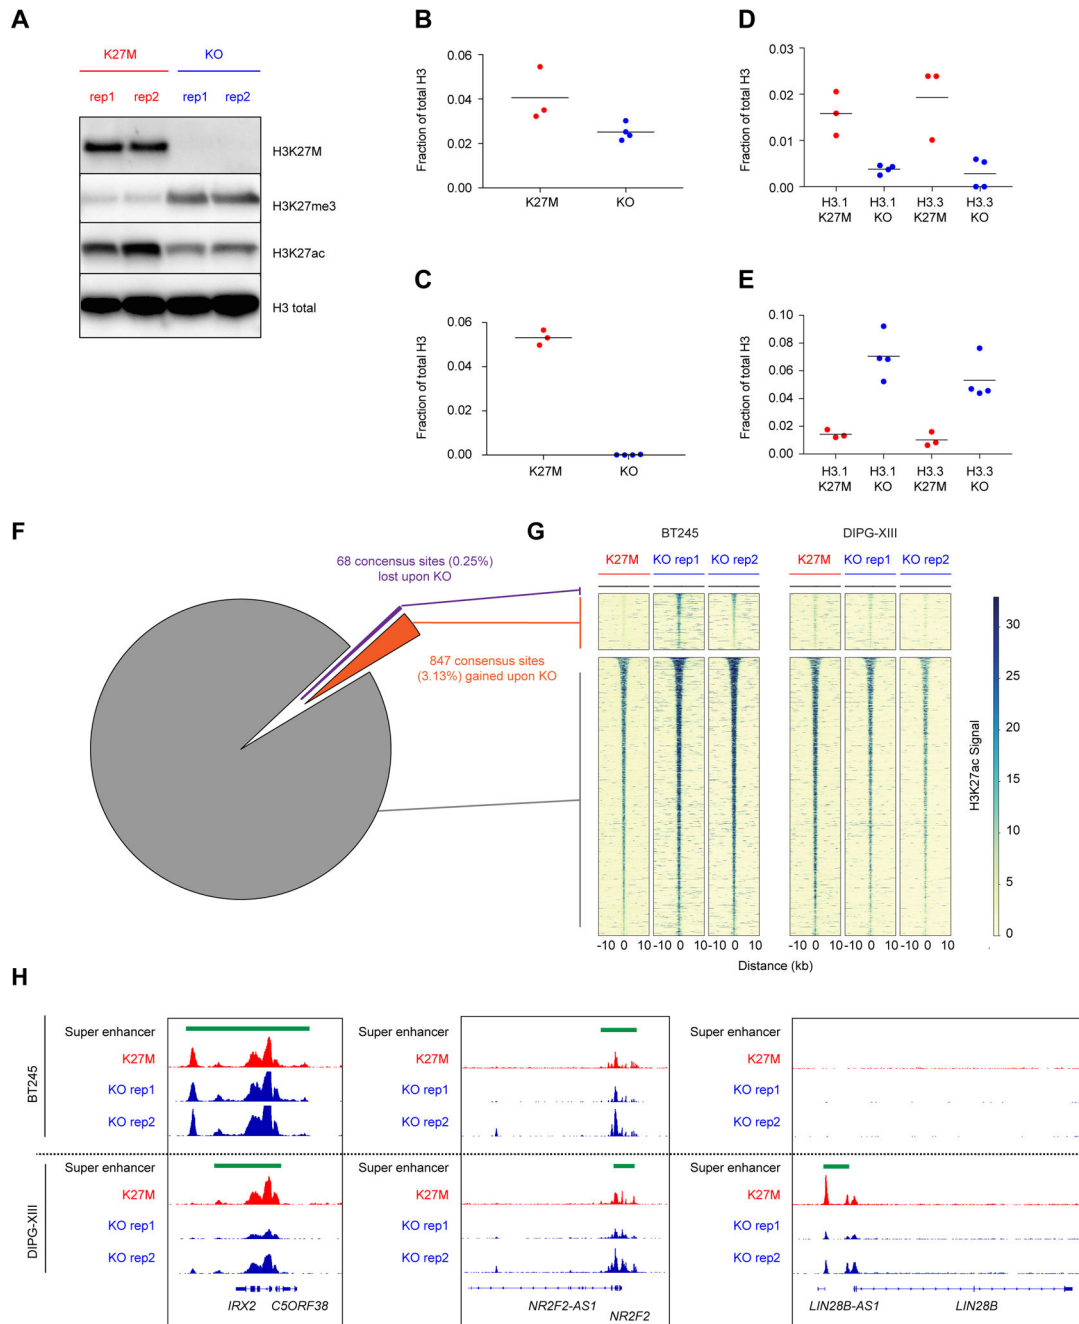 A
K27M KO
rep1 rep2 rep1 rep2
H3K27M
H3K27me3
H3K27ac
H3 total
B
Fraction of total H3
0.06
0.04
0.02
0.00
K27M KO
C
Fraction of total H3
0.06
0.04
0.02
0.00
K27M KO
D
Fraction of total H3
0.03
0.02
0.01
0.00
H3.1 H3.1 H3.3 H3.3
K27M KO K27M KO
E
Fraction of total H3
0.10
0.08
0.06
0.04
0.02
0.00
H3.1 H3.1 H3.3 H3.3
K27M KO K27M KO
F
68 consensus sites (0.25%)
lost upon KO
847 consensus sites
(3.13%) gained upon KO
G
BT245 DIPG-XIII
K27M KO rep1 KO rep2 K27M KO rep1 KO rep2
-10 0 10 -10 0 10 -10 0 10 -10 0 10 -10 0 10 -10 0 10
Distance (kb)
30
25
20
15
10
5
0
H3K27ac Signal
H
BT245
Super enhancer
K27M
KO rep1
KO rep2
Super enhancer
K27M
KO rep1
KO rep2
Super enhancer
K27M
KO rep1
KO rep2
DIPG-XIII
Super enhancer
K27M
KO rep1
KO rep2
IRX2 C5ORF38
Super enhancer
K27M
KO rep1
KO rep2
NR2F2-AS1 NR2F2
Super enhancer
K27M
KO rep1
KO rep2
LIN28B-AS1 LIN28B